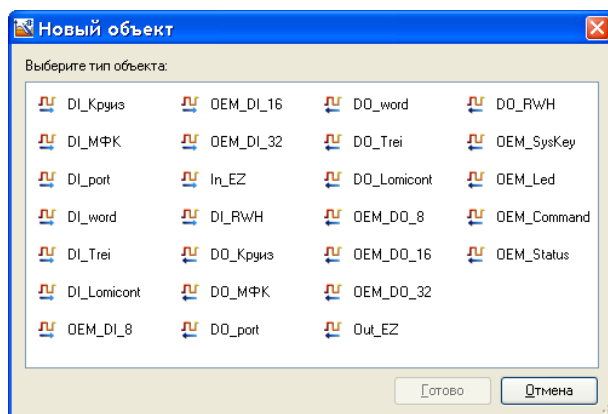 Новый объект
Выберите тип объекта:
DI_Круиз OEM_DI_16 DO_word DO_RWH
DI_МФК OEM_DI_32 DO_Trei OEM_SysKey
DI_port In_EZ DO_Lomicont OEM_Led
DI_word DI_RWH OEM_DO_8 OEM_Command
DI_Trei DO_Круиз OEM_DO_16 OEM_Status
DI_Lomicont DO_МФК OEM_DO_32
OEM_DI_8 DO_port Out_EZ
Готово Отмена